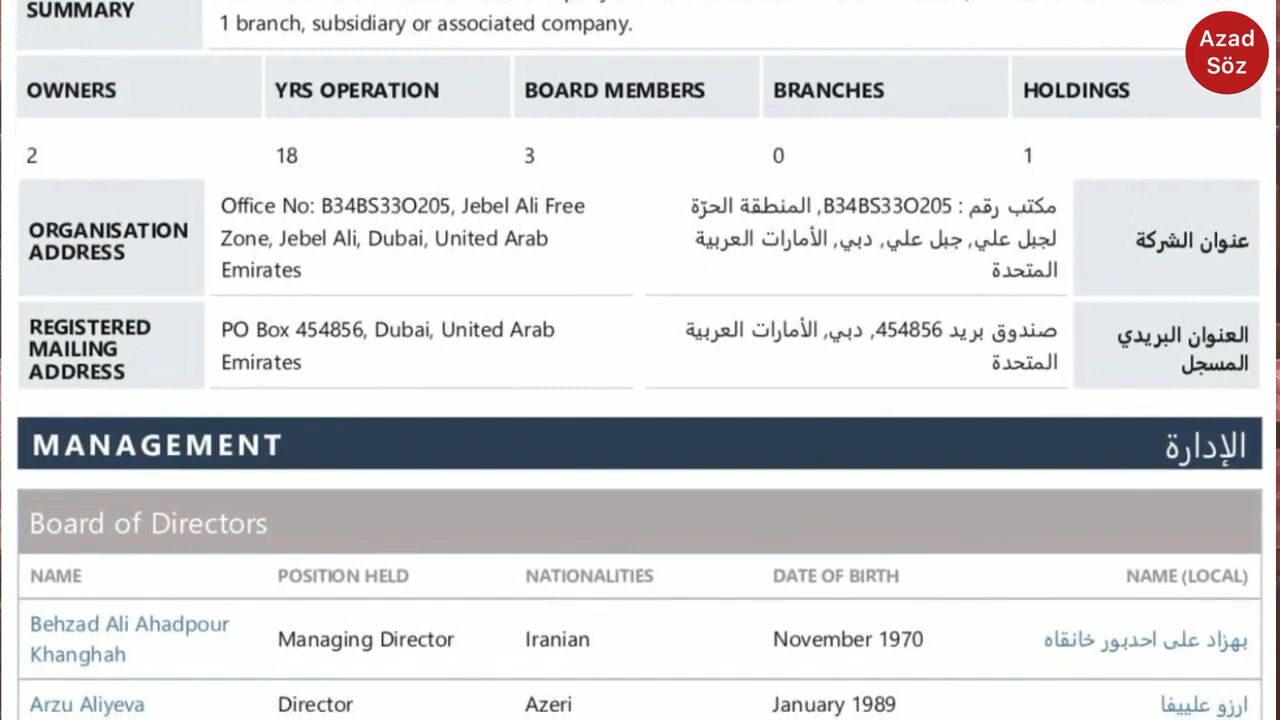 SUMMARY
1 branch, subsidiary or associated company.
Azad
Söz
OWNERS YRS OPERATION BOARD MEMBERS BRANCHES HOLDINGS
2 18 3 0 1
ORGANISATION
ADDRESS
Office No: B34BS33O205, Jebel Ali Free
Zone, Jebel Ali, Dubai, United Arab
Emirates
مكتب رقم : B34BS33O205, المنطقة الحرّة
لجبل علي, جبل علي, دبي, الأمارات العربية
المتحدة
عنوان الشركة
REGISTERED
MAILING
ADDRESS
PO Box 454856, Dubai, United Arab
Emirates
صندوق بريد 454856, دبي, الأمارات العربية
المتحدة
العنوان البريدي
المسجل
MANAGEMENT الإدارة
Board of Directors
NAME POSITION HELD NATIONALITIES DATE OF BIRTH NAME (LOCAL)
Behzad Ali Ahadpour
Khanghah
Managing Director Iranian November 1970 بهزاد على احدبور خانقاه
Arzu Aliyeva Director Azeri January 1989 ارزو علييفا